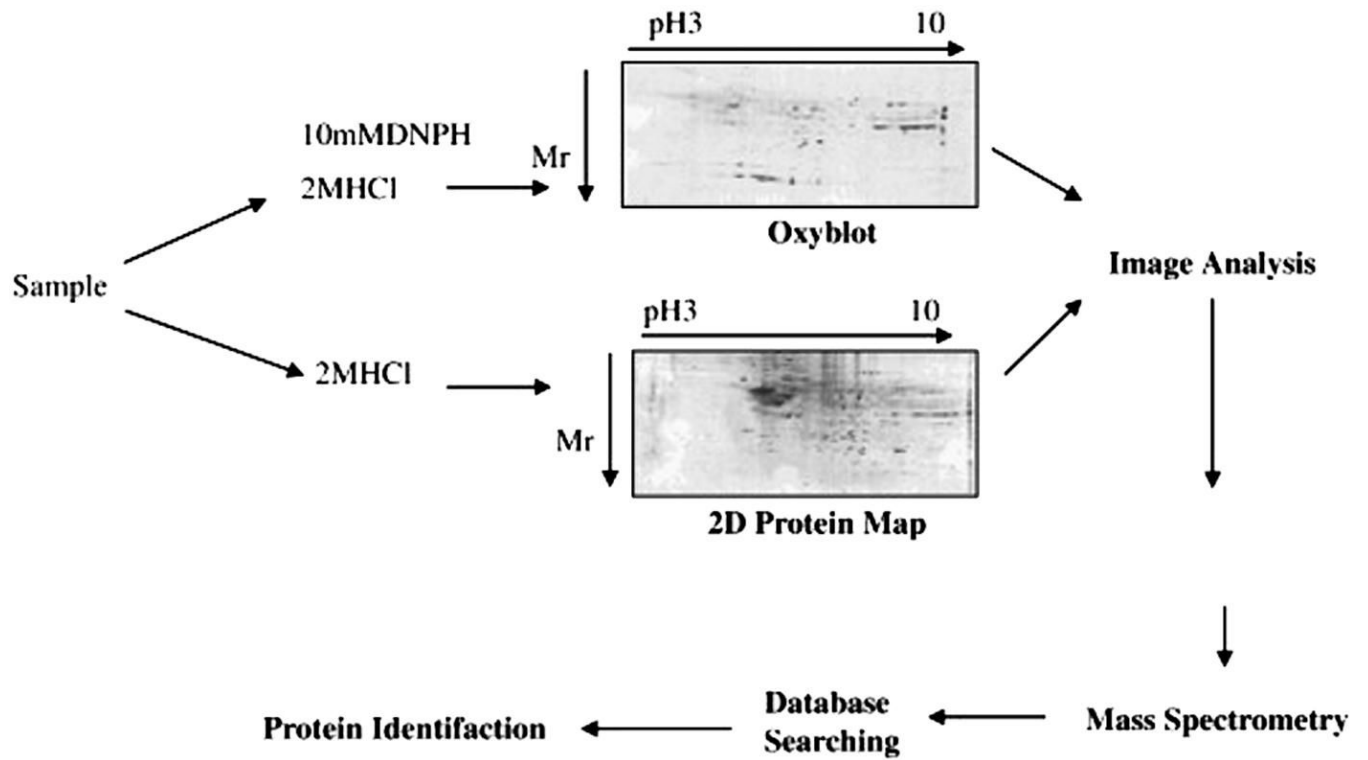 pH3 10
10mMDNPH
2MHCl
Mr
Oxyblot
Sample
Image Analysis
pH3 10
2MHCl
Mr
2D Protein Map
Database
Searching
Mass Spectrometry
Protein Identifaction